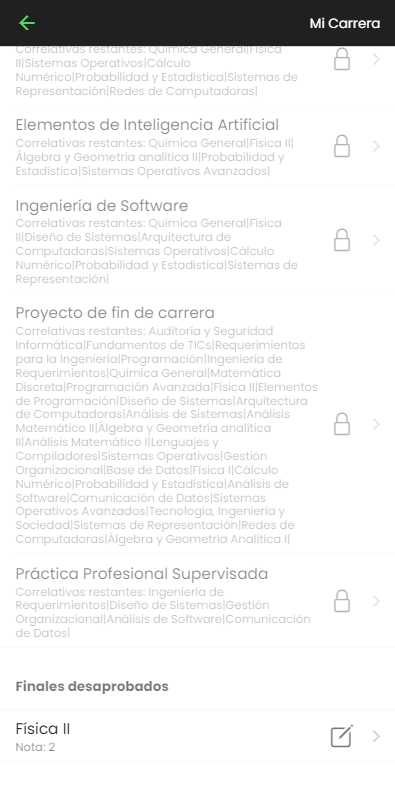 Mi Carrera
Correlativas restantes: Química General|Física
II|Sistemas Operativos|Cálculo
Numérico|Probabilidad y Estadística|Sistemas de
Representación|Redes de Computadoras|
Elementos de Inteligencia Artificial
Correlativas restantes: Química General|Física II|
Álgebra y Geometría analítica II|Probabilidad y
Estadística|Sistemas Operativos Avanzados|
Ingeniería de Software
Correlativas restantes: Química General|Física
II|Diseño de Sistemas|Arquitectura de
Computadoras|Sistemas Operativos|Cálculo
Numérico|Probabilidad y Estadística|Sistemas de
Representación|
Proyecto de fin de carrera
Correlativas restantes: Auditoría y Seguridad
Informática|Fundamentos de TICs|Requerimientos
para la Ingeniería|Programación|Ingeniería de
Requerimientos|Química General|Matemática
Discreta|Programación Avanzada|Física II|Elementos
de Programación|Diseño de Sistemas|Arquitectura
de Computadoras|Análisis de Sistemas|Análisis
Matemático II|Álgebra y Geometría analítica
II|Análisis Matemático I|Lenguajes y
Compiladores|Sistemas Operativos|Gestión
Organizacional|Base de Datos|Física I|Cálculo
Numérico|Probabilidad y Estadística|Análisis de
Software|Comunicación de Datos|Sistemas
Operativos Avanzados|Tecnología, Ingeniería y
Sociedad|Sistemas de Representación|Redes de
Computadoras|Álgebra y Geometría Analítica I|
Práctica Profesional Supervisada
Correlativas restantes: Ingeniería de
Requerimientos|Diseño de Sistemas|Gestión
Organizacional|Análisis de Software|Comunicación
de Datos|
Finales desaprobados
Física II
Nota: 2